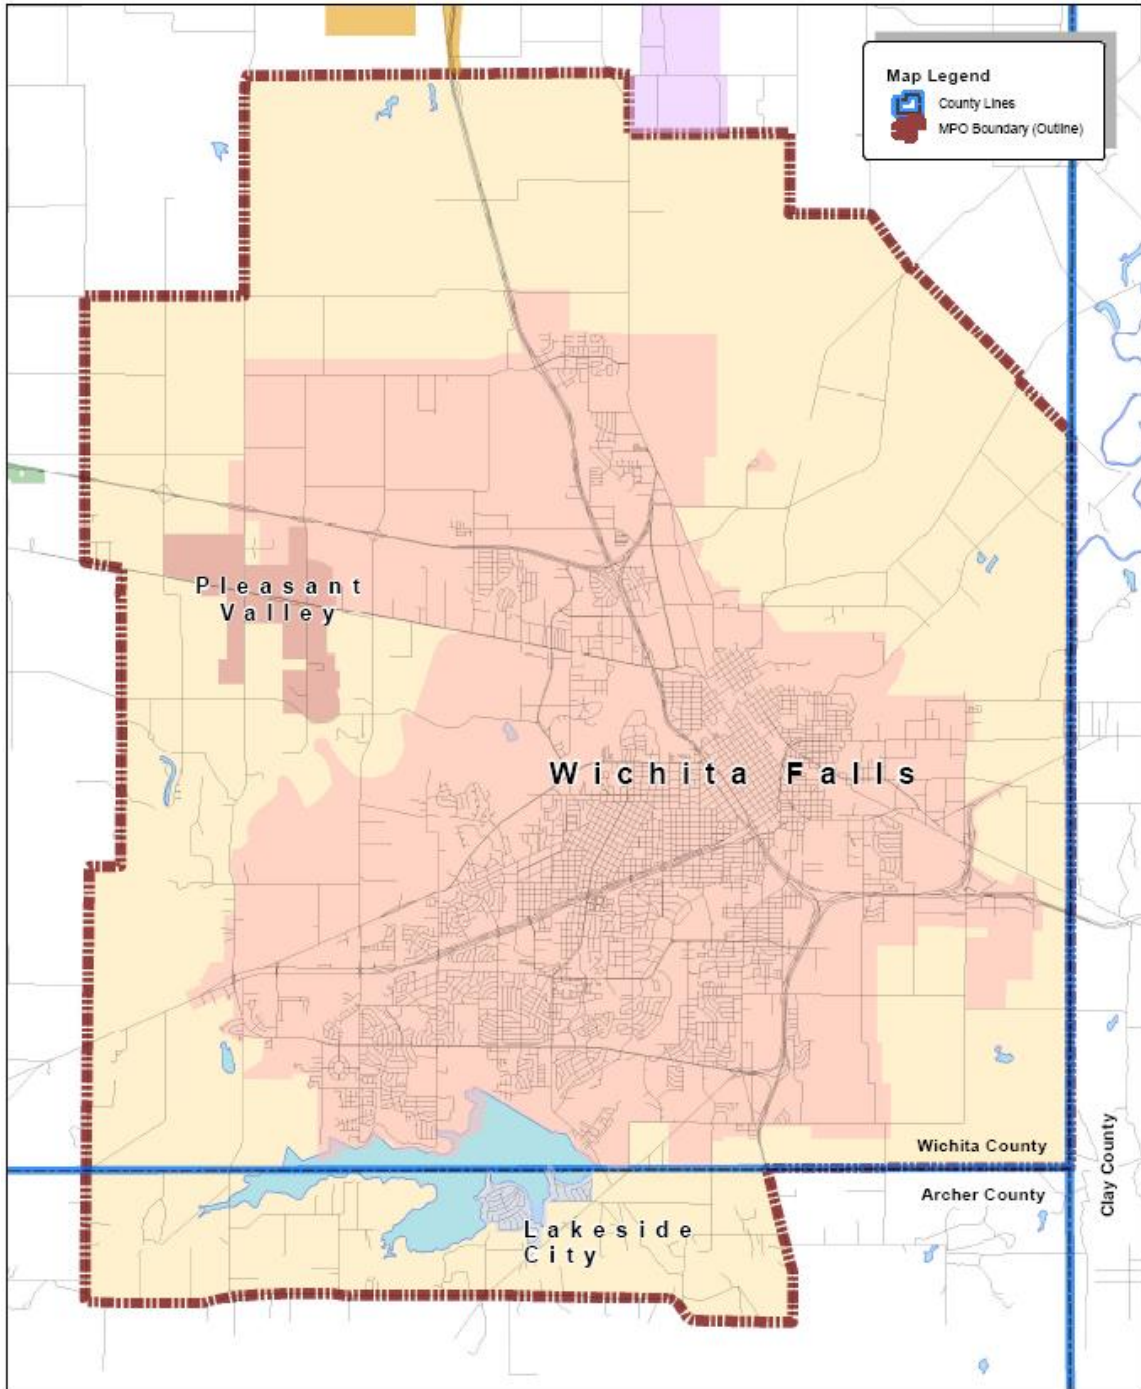 Map Legend
County Lines
MPO Boundary (Outline)
Pleasant
Valley
Wichita Falls
Wichita County
Archer County
Clay County
Lakeside
City